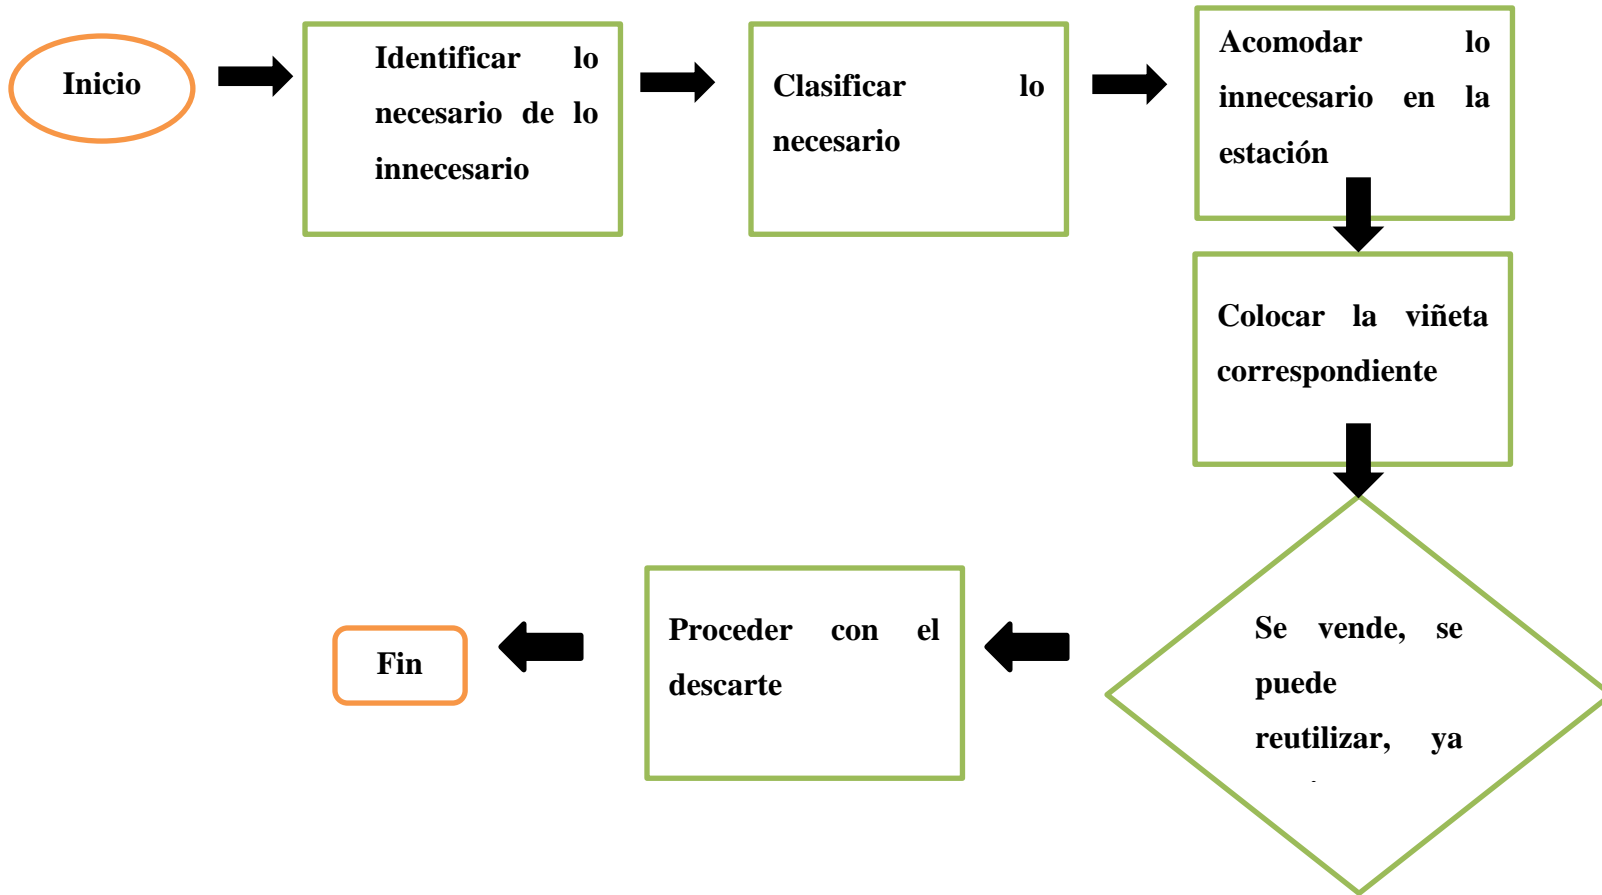 Inicio
Identificar lo
necesario de lo
innecesario
Clasificar lo
necesario
Acomodar lo
innecesario en la
estación
Colocar la viñeta
correspondiente
Se vende, se
puede
reutilizar, ya
Proceder con el
descarte
Fin